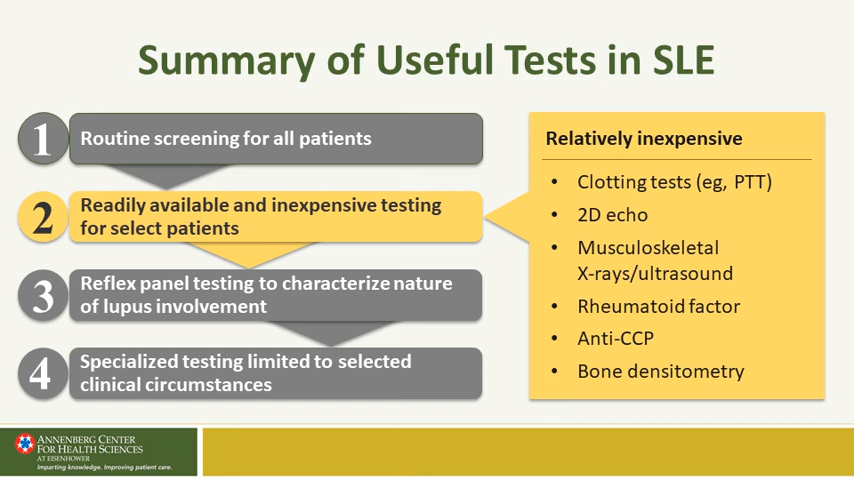 Summary of Useful Tests in SLE
1
Routine screening for all patients
2
Readily available and inexpensive testing
for select patients
3
Reflex panel testing to characterize nature
of lupus involvement
4
Specialized testing limited to selected
clinical circumstances
Relatively inexpensive
• Clotting tests (eg, PTT)
• 2D echo
• Musculoskeletal
X-rays/ultrasound
• Rheumatoid factor
• Anti-CCP
• Bone densitometry
ANNENBERG CENTER
FOR HEALTH SCIENCES
AT EISENHOWER
Imparting knowledge. Improving patient care.